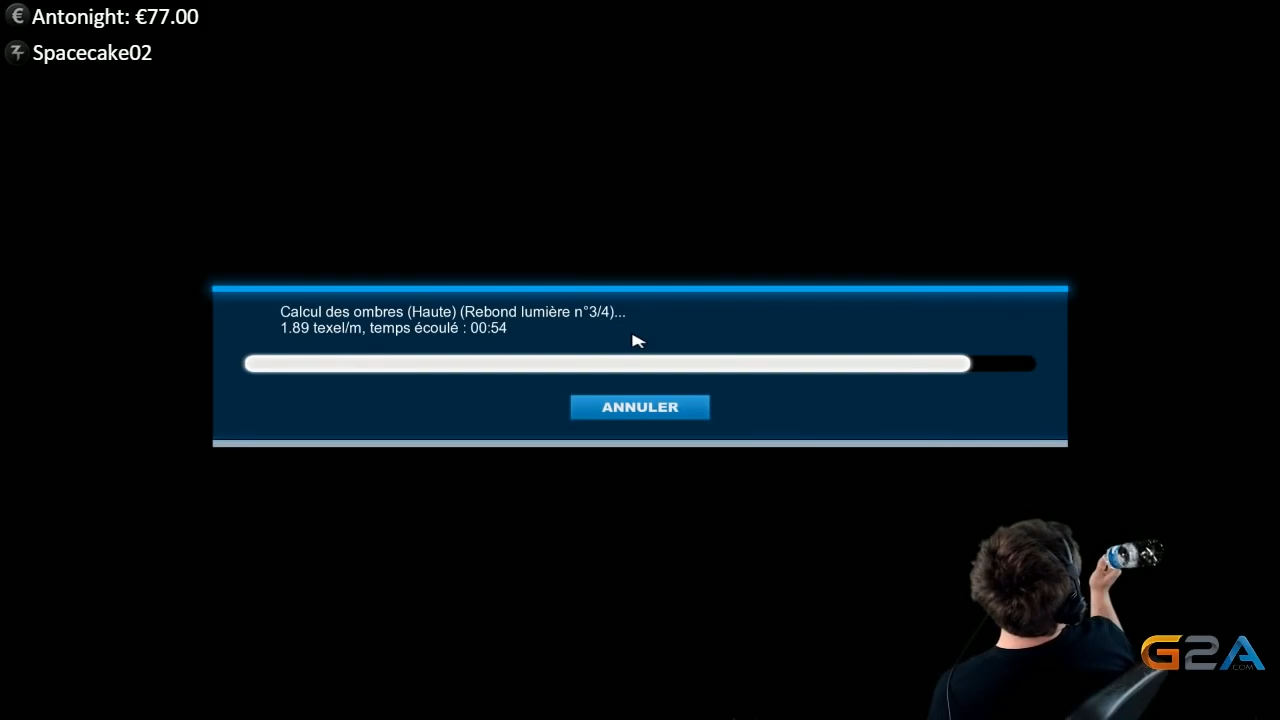 Antonight: €77.00
Spacecake02
Calcul des ombres (Haute) (Rebond lumière n°3/4)...
1.89 texel/m, temps écoulé : 00:54
ANNULER
G2A
.COM